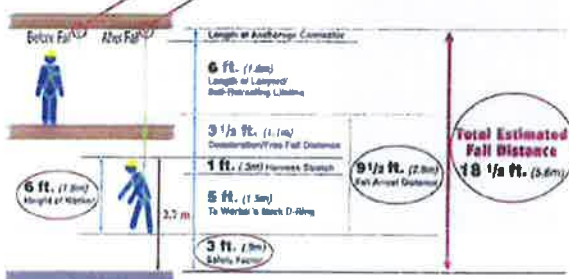 Before Fall After Fall
Length of Anchorage Connector
6 ft. (1.8m)
Length of Lanyard/
Self-Retracting Lifeline
3 1/2 ft. (1.1m)
Deceleration/Free Fall Distance
1 ft. (.3m) Harness Stretch
5 ft. (1.5m)
To Worker's Back D-Ring
3 ft. (.9m)
Safety Factor
6 ft. (1.8m)
Height of Worker
2.7 m
9 1/2 ft. (2.9m)
Fall Arrest Distance
Total Estimated
Fall Distance
18 1/2 ft. (5.6m)